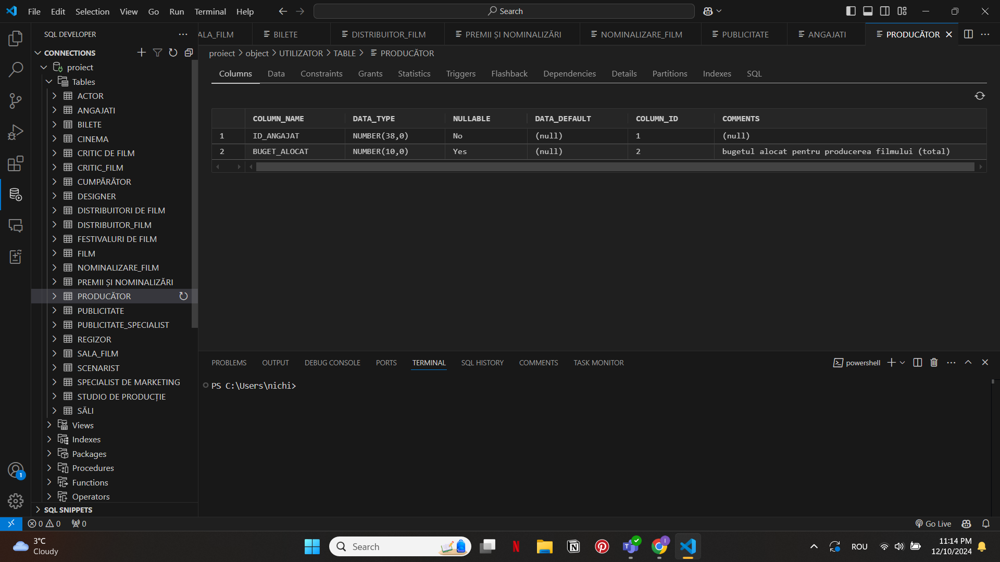 File Edit Selection View Go Run Terminal Help Search
SQL DEVELOPER
ALA_FILM BILETE DISTRIBUITOR_FILM PREMII ȘI NOMINALIZĂRI NOMINALIZARE_FILM PUBLICITATE ANGAJATI PRODUCĂTOR
CONNECTIONS
proiect > object > UTILIZATOR > TABLE > PRODUCĂTOR
Columns Data Constraints Grants Statistics Triggers Flashback Dependencies Details Partitions Indexes SQL
COLUMN_NAME DATA_TYPE NULLABLE DATA_DEFAULT COLUMN_ID COMMENTS
1 ID_ANGAJAT NUMBER(38,0) No (null) 1 (null)
2 BUGET_ALOCAT NUMBER(10,0) Yes (null) 2 bugetul alocat pentru producerea filmului (total)
proiect
Tables
ACTOR
ANGAJATI
BILETE
CINEMA
CRITIC DE FILM
CRITIC_FILM
CUMPĂRĂTOR
DESIGNER
DISTRIBUITORI DE FILM
DISTRIBUITOR_FILM
FESTIVALURI DE FILM
FILM
NOMINALIZARE_FILM
PREMII ȘI NOMINALIZĂRI
PRODUCĂTOR
PUBLICITATE
PUBLICITATE_SPECIALIST
REGIZOR
SALA_FILM
SCENARIST
SPECIALIST DE MARKETING
STUDIO DE PRODUCȚIE
SĂLI
Views
Indexes
Packages
Procedures
Functions
Operators
SQL SNIPPETS
PROBLEMS OUTPUT DEBUG CONSOLE PORTS TERMINAL SQL HISTORY COMMENTS TASK MONITOR powershell
PS C:\Users\nichi>
1
0 0 0 Go Live
3°C
Cloudy
Search
ROU
11:14 PM
12/10/2024